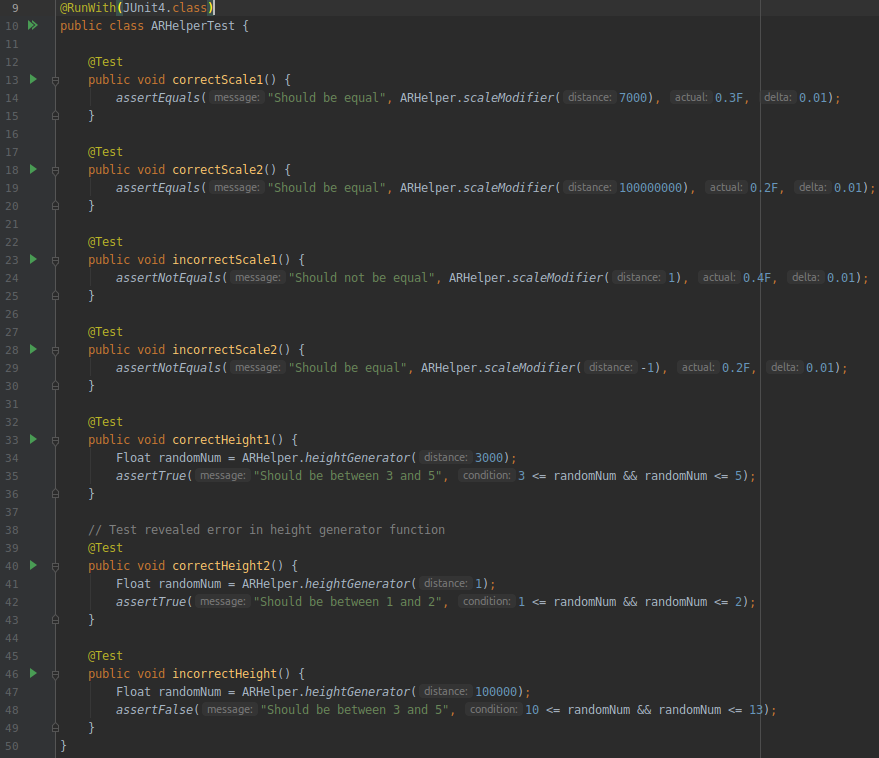 9 @RunWith(JUnit4.class)
10 public class ARHelperTest {
11
12 @Test
13 public void correctScale1() {
14 assertEquals( message: "Should be equal", ARHelper.scaleModifier( distance: 7000), actual: 0.3F, delta: 0.01);
15 }
16
17 @Test
18 public void correctScale2() {
19 assertEquals( message: "Should be equal", ARHelper.scaleModifier( distance: 100000000), actual: 0.2F, delta: 0.01);
20 }
21
22 @Test
23 public void incorrectScale1() {
24 assertNotEquals( message: "Should not be equal", ARHelper.scaleModifier( distance: 1), actual: 0.4F, delta: 0.01);
25 }
26
27 @Test
28 public void incorrectScale2() {
29 assertNotEquals( message: "Should be equal", ARHelper.scaleModifier( distance: -1), actual: 0.2F, delta: 0.01);
30 }
31
32 @Test
33 public void correctHeight1() {
34 Float randomNum = ARHelper.heightGenerator( distance: 3000);
35 assertTrue( message: "Should be between 3 and 5", condition: 3 <= randomNum && randomNum <= 5);
36 }
37
38 // Test revealed error in height generator function
39 @Test
40 public void correctHeight2() {
41 Float randomNum = ARHelper.heightGenerator( distance: 1);
42 assertTrue( message: "Should be between 1 and 2", condition: 1 <= randomNum && randomNum <= 2);
43 }
44
45 @Test
46 public void incorrectHeight() {
47 Float randomNum = ARHelper.heightGenerator( distance: 100000);
48 assertFalse( message: "Should be between 3 and 5", condition: 10 <= randomNum && randomNum <= 13);
49 }
50 }